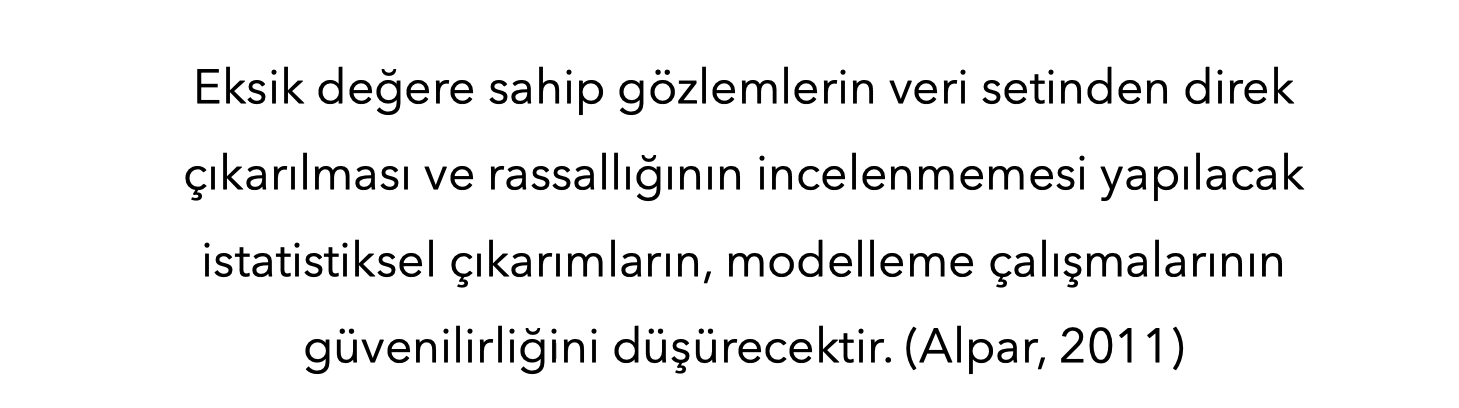 Eksik değere sahip gözlemlerin veri setinden direk
çıkarılması ve rassallığının incelenmemesi yapılacak
istatistiksel çıkarımların, modelleme çalışmalarının
güvenilirliğini düşürecektir. (Alpar, 2011)